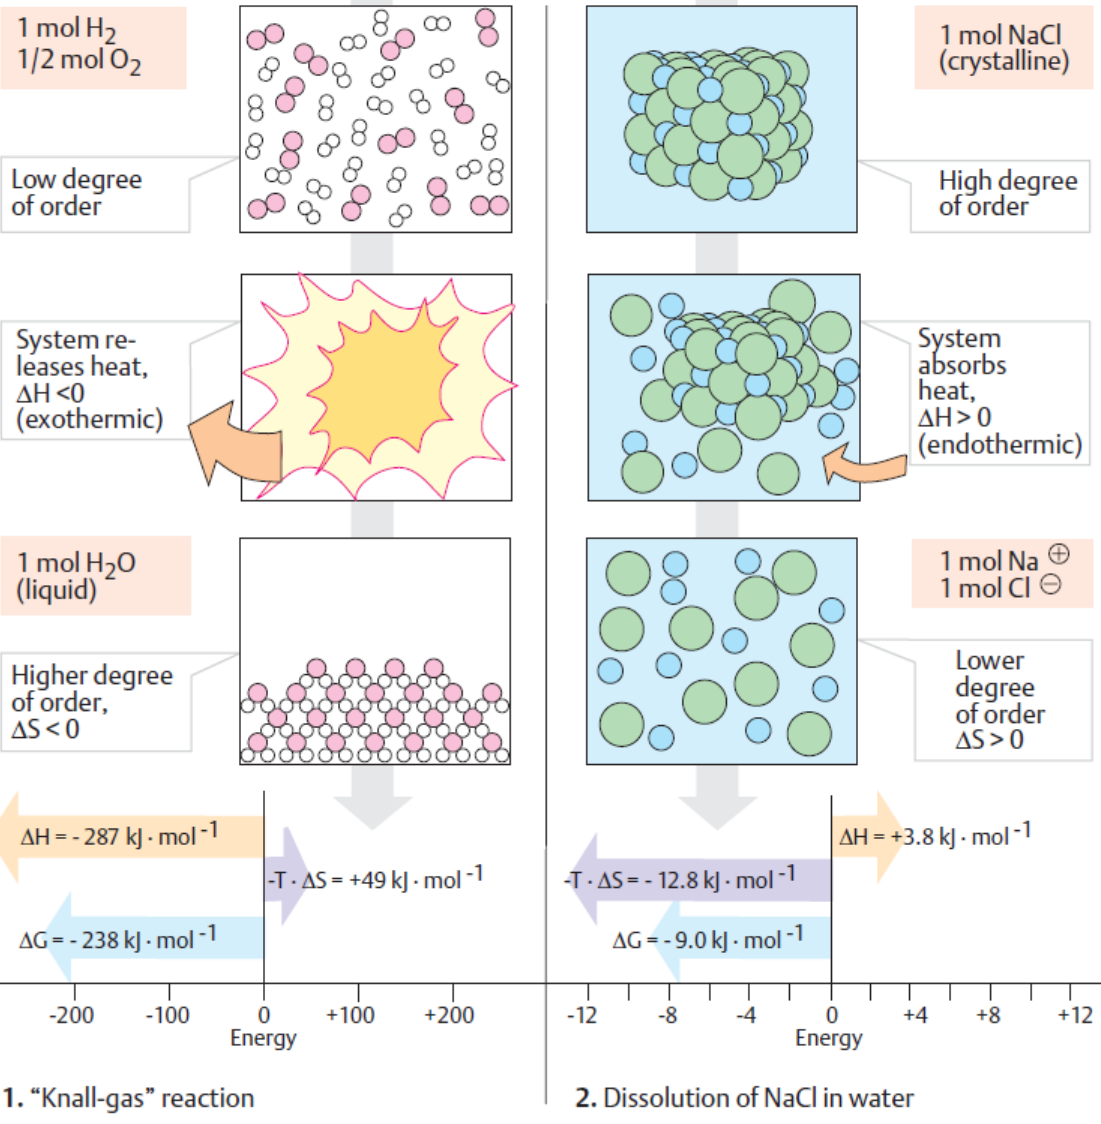 1 mol H2
1/2 mol O2
Low degree
of order
System re-
leases heat,
ΔH <0
(exothermic)
1 mol H2O
(liquid)
Higher degree
of order,
ΔS < 0
ΔH = - 287 kJ · mol -1
-T · ΔS = +49 kJ · mol -1
ΔG = - 238 kJ · mol -1
-200
-100
0
+100
+200
Energy
1. “Knall-gas” reaction
1 mol NaCl
(crystalline)
High degree
of order
System
absorbs
heat,
ΔH > 0
(endothermic)
1 mol Na ⊕
1 mol Cl ⊖
Lower
degree
of order
ΔS > 0
ΔH = +3.8 kJ · mol -1
-T · ΔS = - 12.8 kJ · mol -1
ΔG = - 9.0 kJ · mol -1
-12
-8
-4
0
+4
+8
+12
Energy
2. Dissolution of NaCl in water